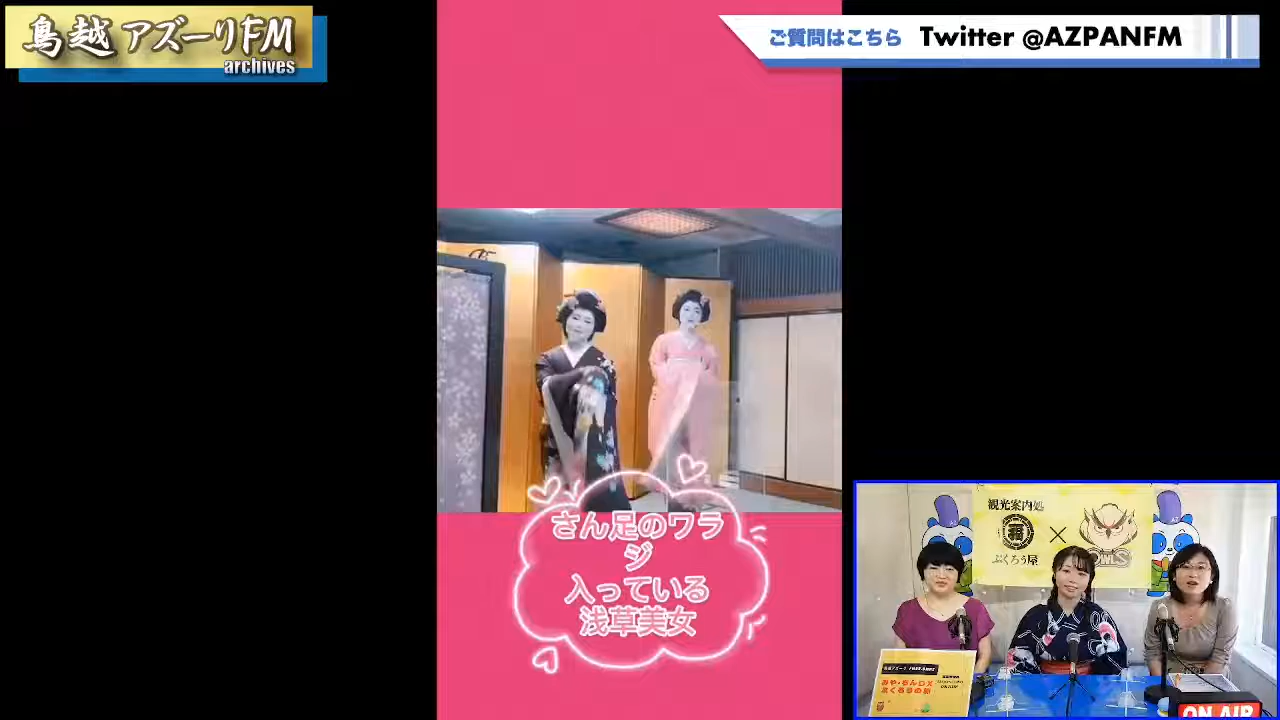 鳥越アズーリFM
archives
ご質問はこちら Twitter @AZPANFM
さん足のワラ
ジ
入っている
浅草美女
観光案内処
福
×
OWLS
ぶくろう屋
ON AIR